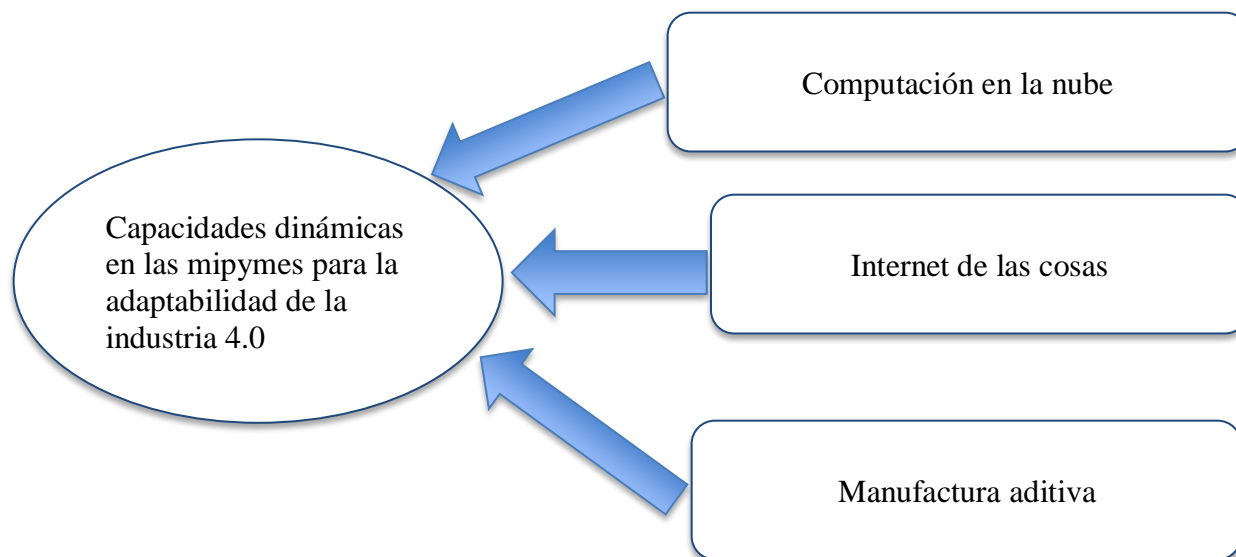 Computación en la nube
Capacidades dinámicas
en las mipymes para la
adaptabilidad de la
industria 4.0
Internet de las cosas
Manufactura aditiva